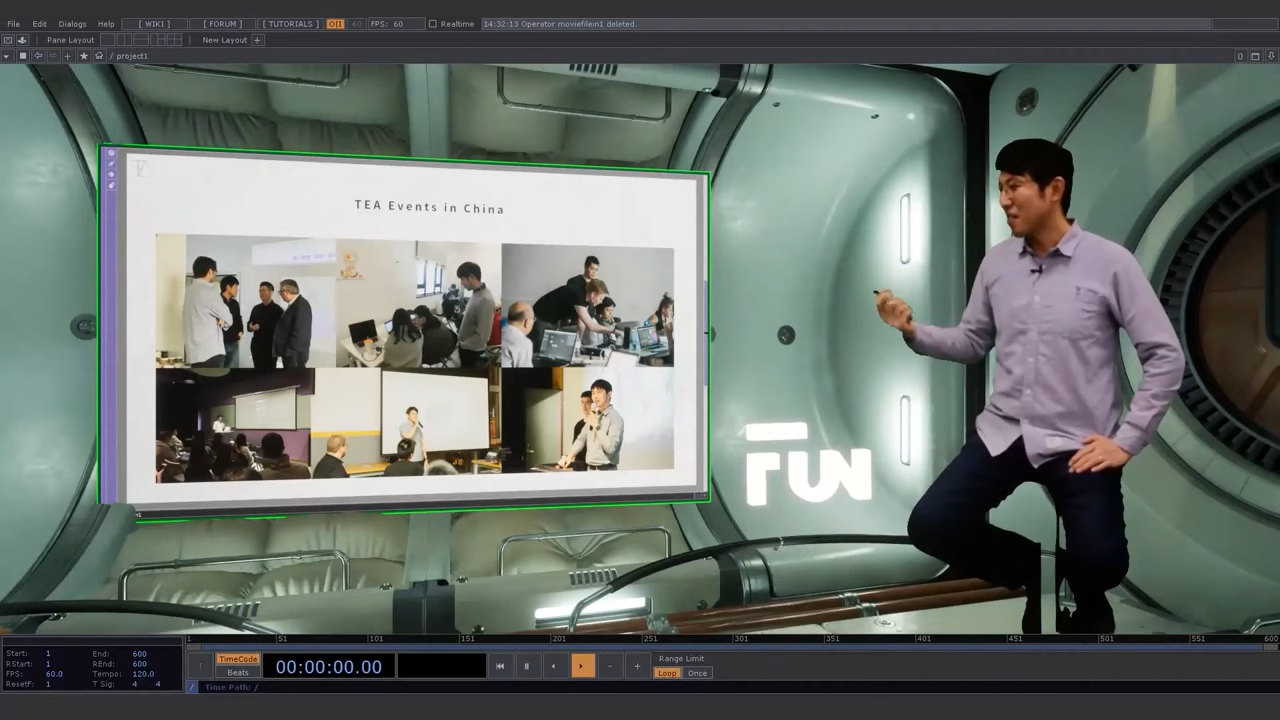 File Edit Dialogs Help [ WIKI ] [ FORUM ] [ TUTORIALS ] O|I 60 FPS: 60 Realtime 14:32:13 Operator moviefilein1 deleted.
Pane Layout New Layout +
/ project1
TEA Events in China
FUN
1 51 101 151 201 251 301 351 401 451 501 551 600
Start: 1 End: 600
RStart: 1 REnd: 600
FPS: 60.0 Tempo: 120.0
ResetF: 1 T Sig: 4 4
TimeCode
Beats
00:00:00.00
Range Limit
Loop Once
/ Time Path: /